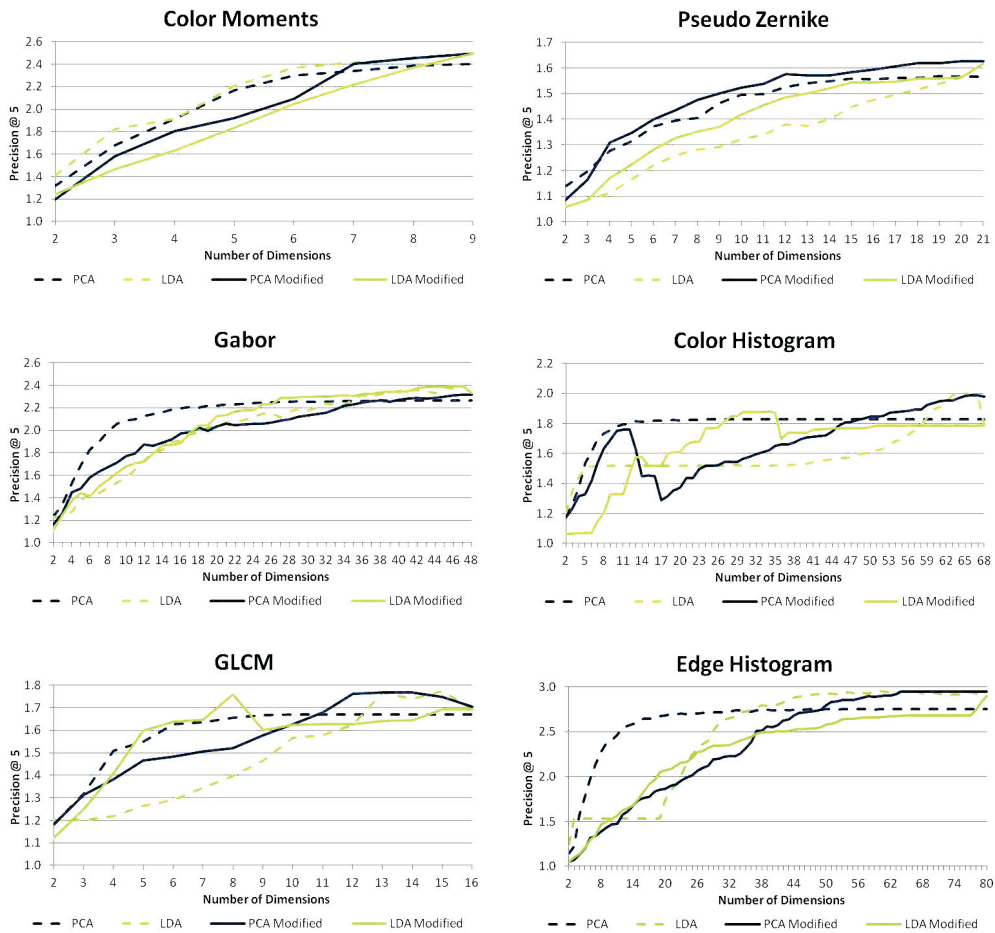 Color Moments
Precision @ 5
2.6
2.4
2.2
2.0
1.8
1.6
1.4
1.2
1.0
2 3 4 5 6 7 8 9
Number of Dimensions
PCA LDA PCA Modified LDA Modified
Pseudo Zernike
Precision @ 5
1.7
1.6
1.5
1.4
1.3
1.2
1.1
1.0
2 3 4 5 6 7 8 9 10 11 12 13 14 15 16 17 18 19 20 21
Number of Dimensions
PCA LDA PCA Modified LDA Modified
Gabor
Precision @ 5
2.6
2.4
2.2
2.0
1.8
1.6
1.4
1.2
1.0
2 4 6 8 10 12 14 16 18 20 22 24 26 28 30 32 34 36 38 40 42 44 46 48
Number of Dimensions
PCA LDA PCA Modified LDA Modified
Color Histogram
Precision @ 5
2.2
2.0
1.8
1.6
1.4
1.2
1.0
2 5 8 11 14 17 20 23 26 29 32 35 38 41 44 47 50 53 56 59 62 65 68
Number of Dimensions
PCA LDA PCA Modified LDA Modified
GLCM
Precision @ 5
1.8
1.7
1.6
1.5
1.4
1.3
1.2
1.1
1.0
2 3 4 5 6 7 8 9 10 11 12 13 14 15 16
Number of Dimensions
PCA LDA PCA Modified LDA Modified
Edge Histogram
Precision @ 5
3.0
2.5
2.0
1.5
1.0
2 8 14 20 26 32 38 44 50 56 62 68 74 80
Number of Dimensions
PCA LDA PCA Modified LDA Modified